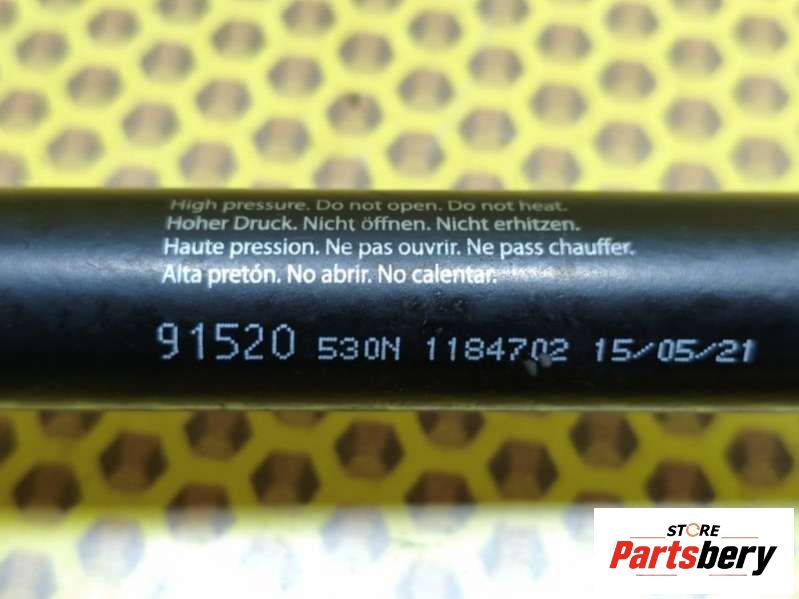 High pressure. Do not open. Do not heat.
Hoher Druck. Nicht öffnen. Nicht erhitzen.
Haute pression. Ne pas ouvrir. Ne pass chauffer.
Alta pretón. No abrir. No calentar.
91520 530N 1184702 15/05/21
STORE
Partsbery